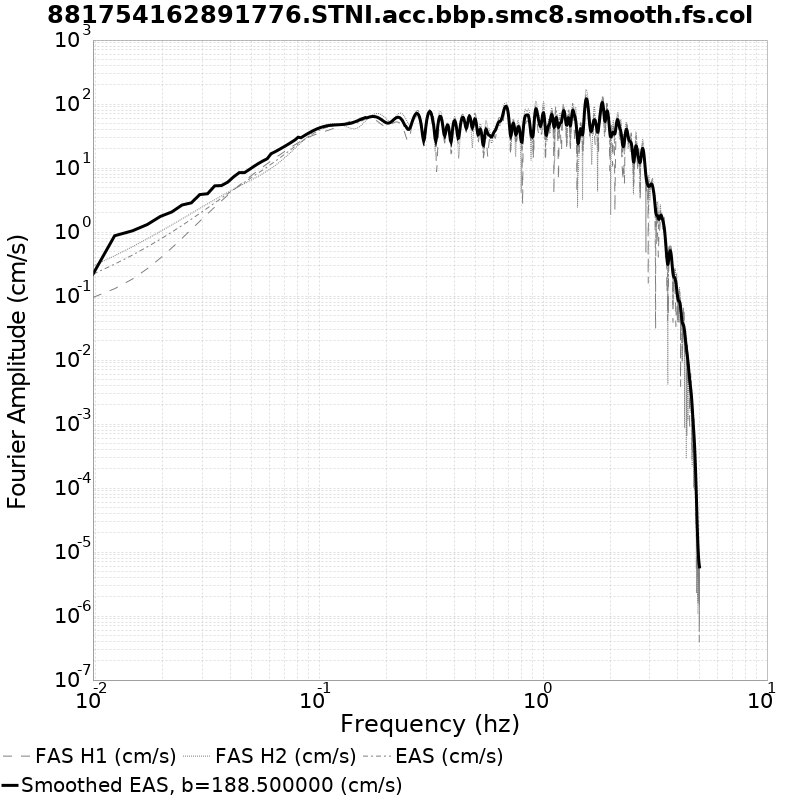 881754162891776.STNI.acc.bbp.smc8.smooth.fs.col
10^3
10^2
10^1
10^0
10^-1
10^-2
10^-3
10^-4
10^-5
10^-6
10^-7
Fourier Amplitude (cm/s)
10^-2 10^-1 10^0 10^1
Frequency (hz)
FAS H1 (cm/s) FAS H2 (cm/s) EAS (cm/s)
Smoothed EAS, b=188.500000 (cm/s)